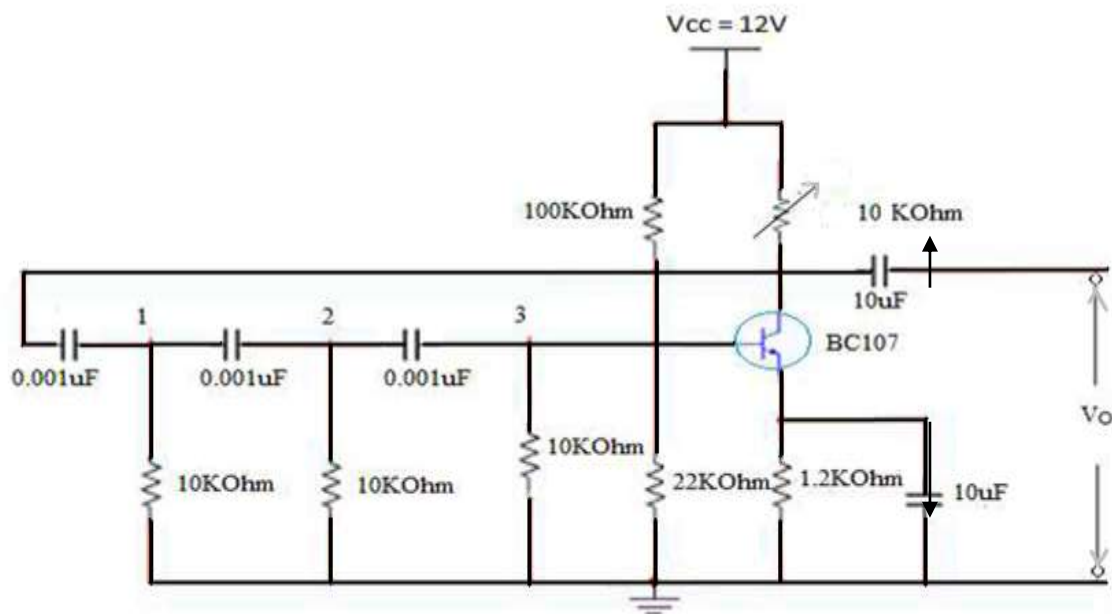 Vcc = 12V
100KOhm
10 KOhm
10uF
1
2
3
BC107
0.001uF
0.001uF
0.001uF
Vo
10KOhm
10KOhm
10KOhm
22KOhm
1.2KOhm
10uF